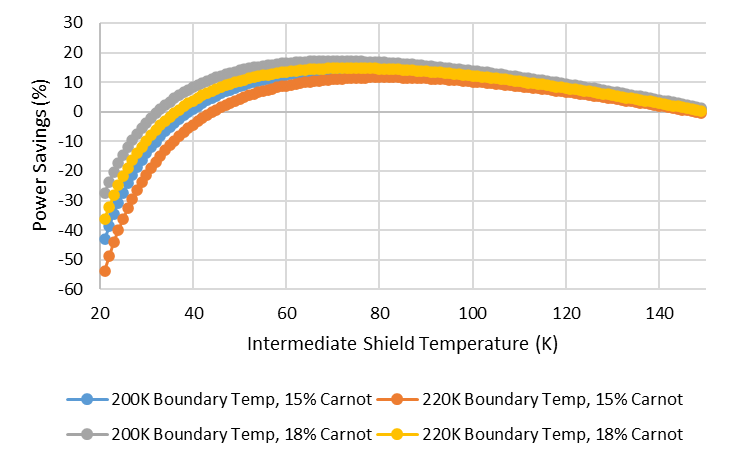 30
20
10
0
-10
-20
-30
-40
-50
-60
Power Savings (%)
20 40 60 80 100 120 140
Intermediate Shield Temperature (K)
200K Boundary Temp, 15% Carnot 220K Boundary Temp, 15% Carnot
200K Boundary Temp, 18% Carnot 220K Boundary Temp, 18% Carnot